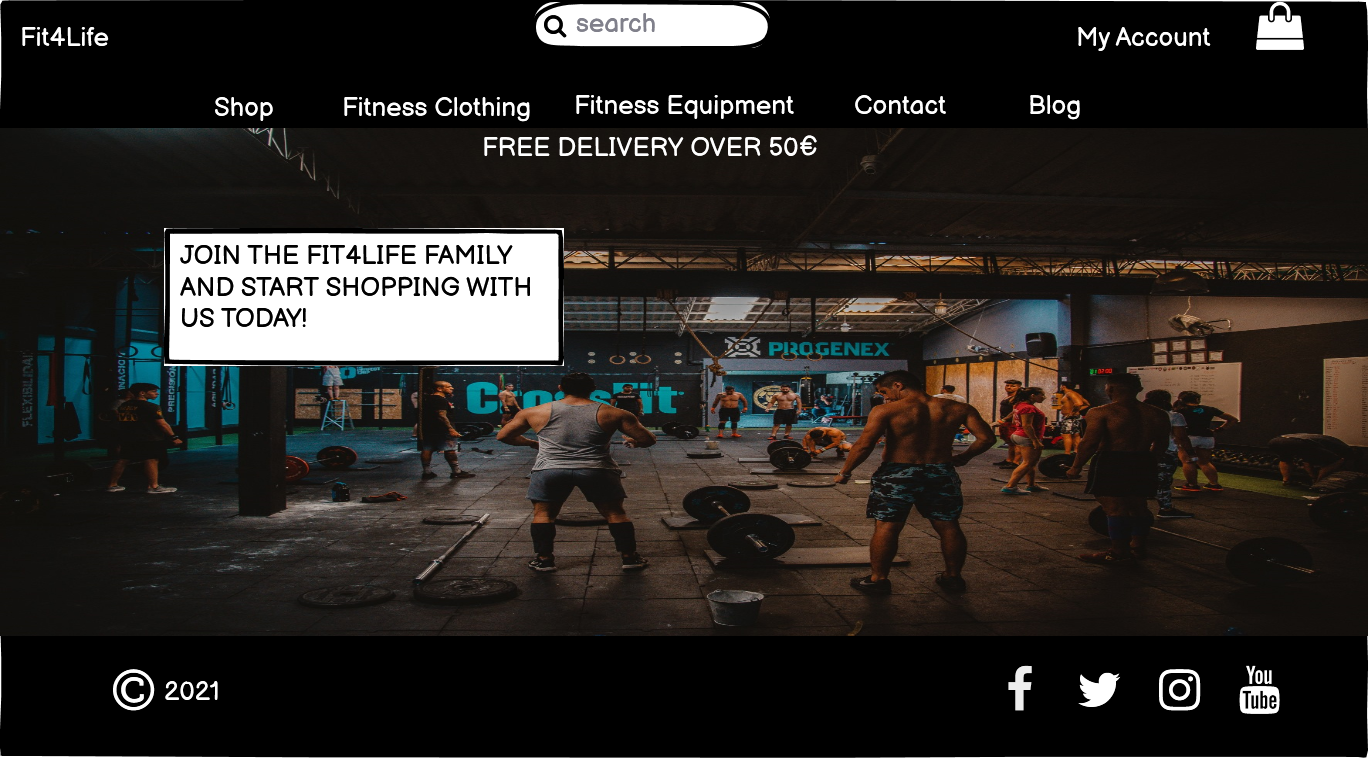 Fit4Life
search
My Account
Shop
Fitness Clothing
Fitness Equipment
Contact
Blog
FREE DELIVERY OVER 50€
JOIN THE FIT4LIFE FAMILY
AND START SHOPPING WITH
US TODAY!
PROGENEX
CrossFit
© 2021
You
Tube